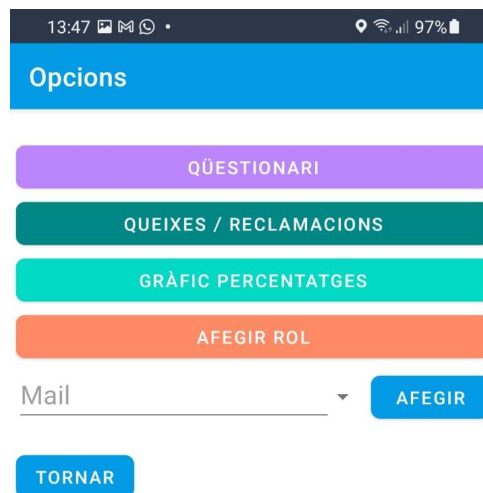 13:47 97%
Opcions
QÜESTIONARI
QUEIXES / RECLAMACIONS
GRÀFIC PERCENTATGES
AFEGIR ROL
Mail AFEGIR
TORNAR